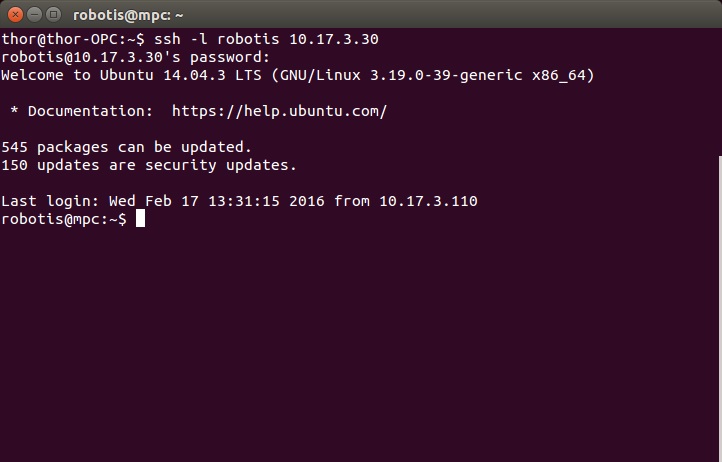 robotis@mpc: ~
thor@thor-OPC:~$ ssh -l robotis 10.17.3.30
robotis@10.17.3.30's password:
Welcome to Ubuntu 14.04.3 LTS (GNU/Linux 3.19.0-39-generic x86_64)
* Documentation:  https://help.ubuntu.com/
545 packages can be updated.
150 updates are security updates.
Last login: Wed Feb 17 13:31:15 2016 from 10.17.3.110
robotis@mpc:~$